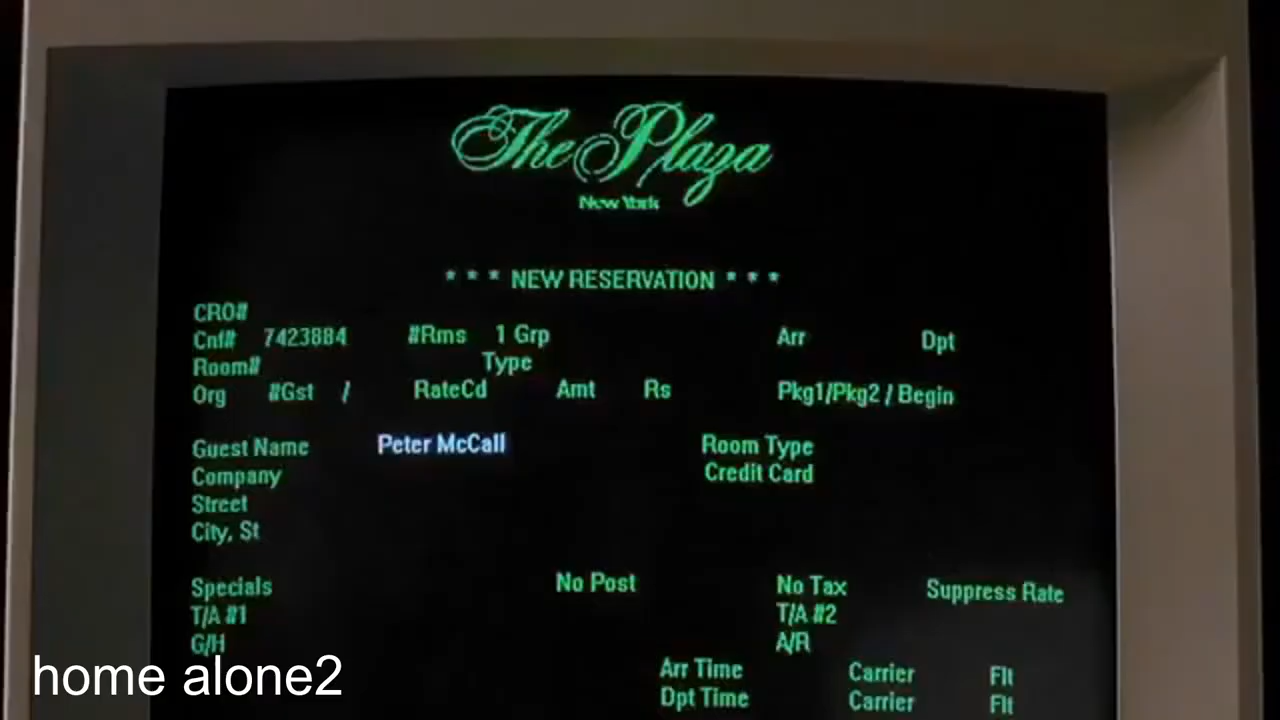 The Plaza
New York
* * * NEW RESERVATION * * *
CRO#
Cnf# 7423884 #Rms 1 Grp Arr Dpt
Room# Type
Org #Gst / RateCd Amt Rs Pkg1/Pkg2 / Begin
Guest Name Peter McCall Room Type
Company Credit Card
Street
City, St
Specials No Post No Tax Suppress Rate
T/A #1 T/A #2
G/H A/R
Arr Time Carrier Flt
Dpt Time Carrier Flt
home alone2